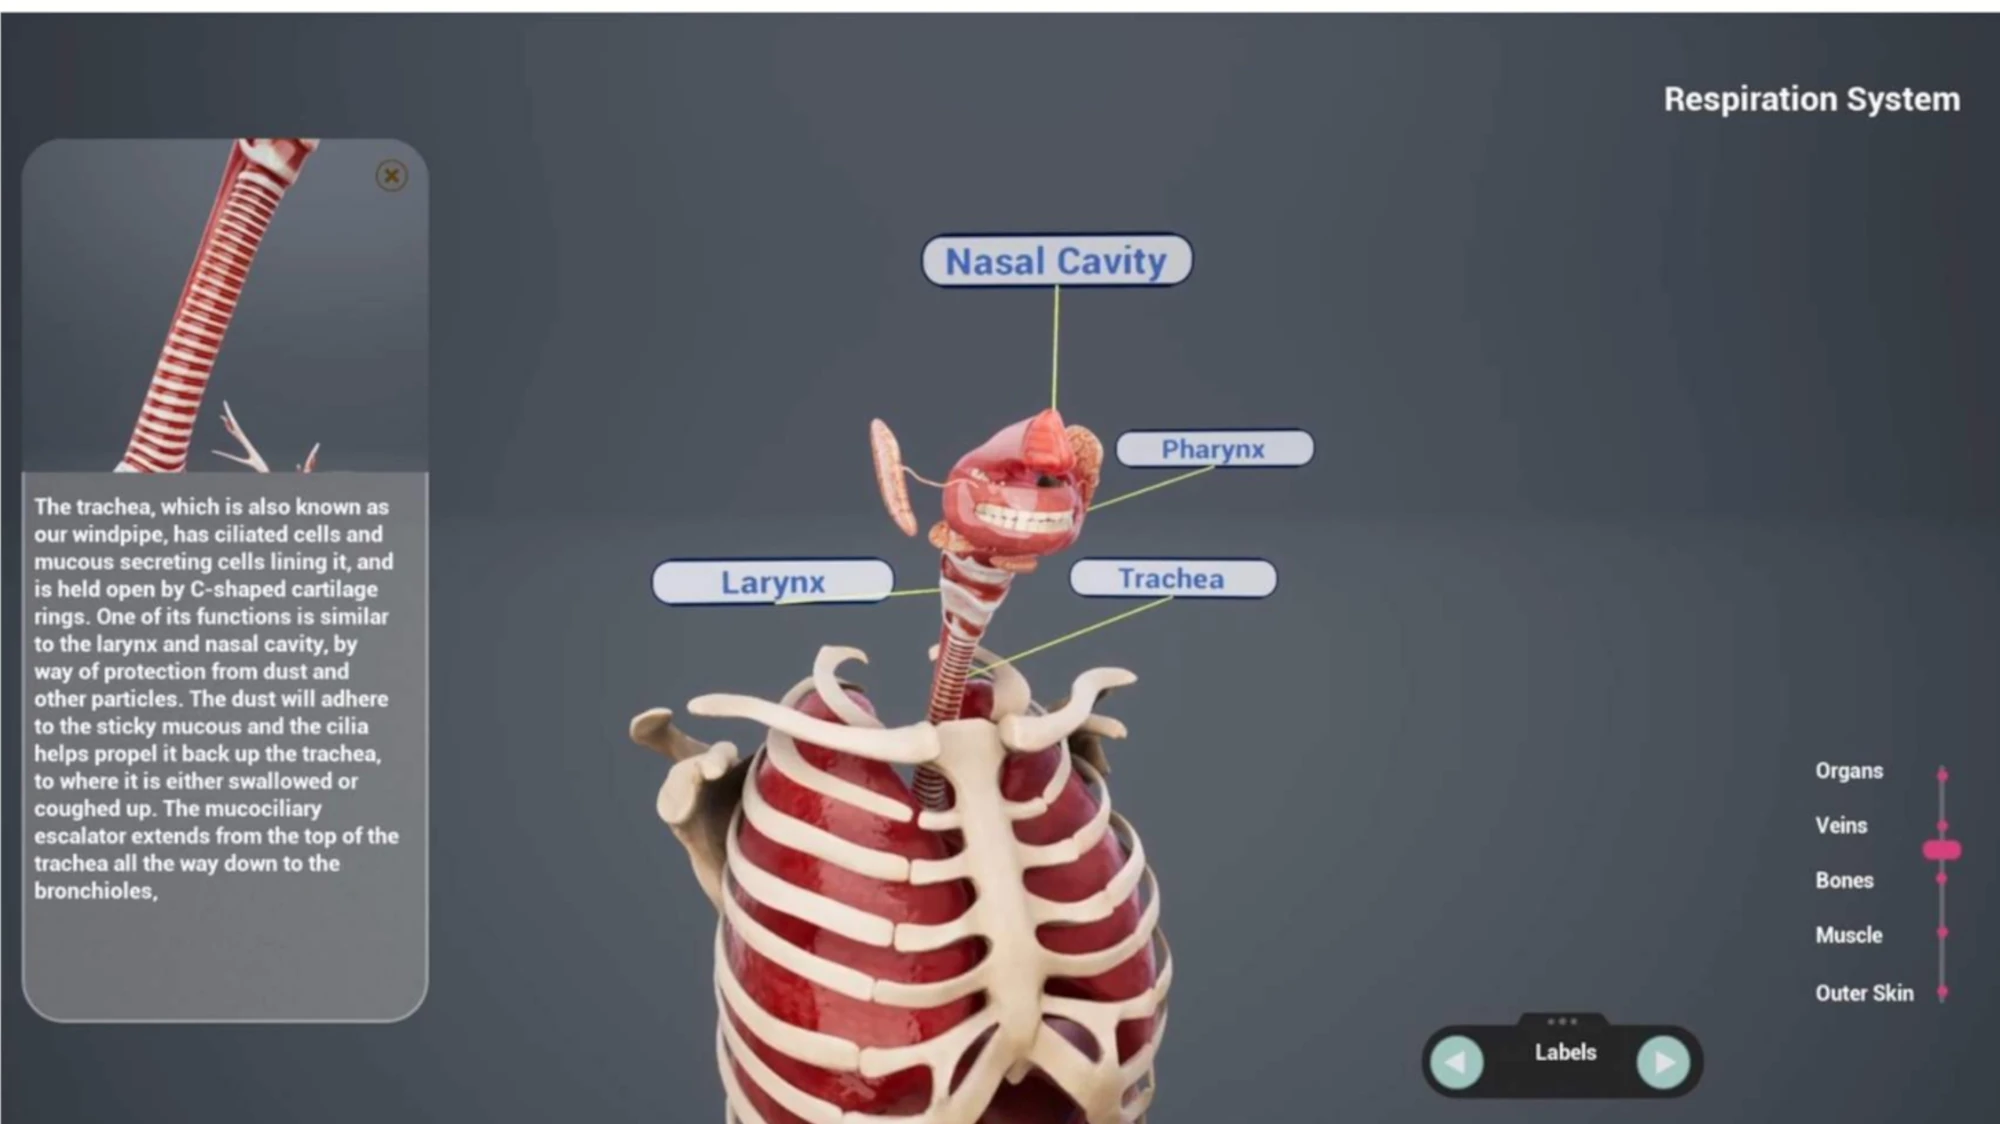 Respiration System
Nasal Cavity
Pharynx
Larynx
Trachea
The trachea, which is also known as
our windpipe, has ciliated cells and
mucous secreting cells lining it, and
is held open by C-shaped cartilage
rings. One of its functions is similar
to the larynx and nasal cavity, by
way of protection from dust and
other particles. The dust will adhere
to the sticky mucous and the cilia
helps propel it back up the trachea,
to where it is either swallowed or
coughed up. The mucociliary
escalator extends from the top of the
trachea all the way down to the
bronchioles,
Organs
Veins
Bones
Muscle
Outer Skin
Labels